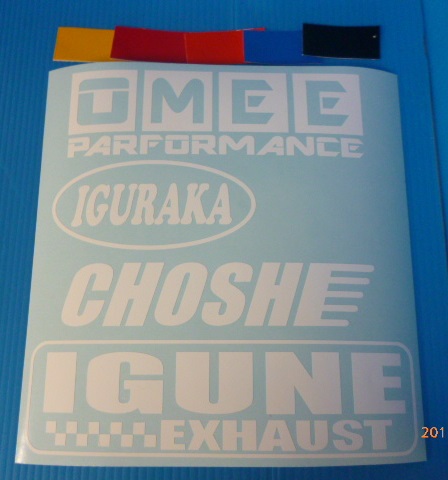 TMEE
PARFORMANCE
IGURAKA
CHOSHE
IGUNE
EXHAUST
201